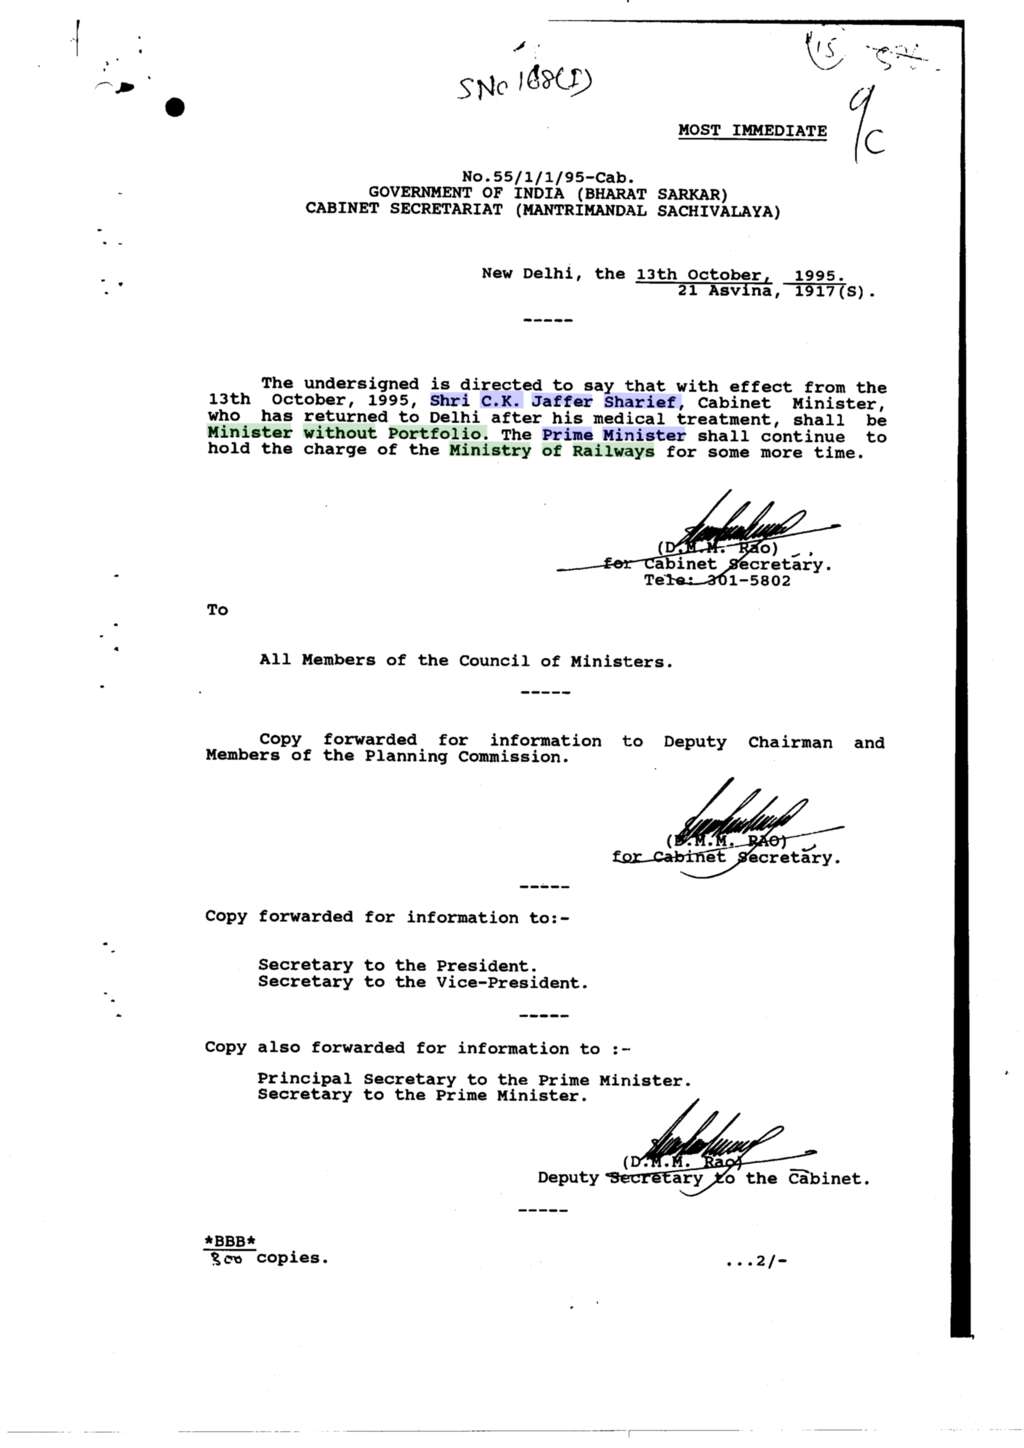 15
SNo 168(I)
9/c
MOST IMMEDIATE
No.55/1/1/95-Cab.
GOVERNMENT OF INDIA (BHARAT SARKAR)
CABINET SECRETARIAT (MANTRIMANDAL SACHIVALAYA)
New Delhi, the 13th October, 1995.
21 Asvina, 1917(S).
-----
The undersigned is directed to say that with effect from the
13th October, 1995, Shri C.K. Jaffer Sharief, Cabinet Minister,
who has returned to Delhi after his medical treatment, shall be
Minister without Portfolio. The Prime Minister shall continue to
hold the charge of the Ministry of Railways for some more time.
(D.M.M. Rao)
for Cabinet Secretary.
Tele: 301-5802
To
All Members of the Council of Ministers.
-----
Copy forwarded for information to Deputy Chairman and
Members of the Planning Commission.
(D.M.M. RAO)
for Cabinet Secretary.
-----
Copy forwarded for information to:-
Secretary to the President.
Secretary to the Vice-President.
-----
Copy also forwarded for information to :-
Principal Secretary to the Prime Minister.
Secretary to the Prime Minister.
(D.M.M. Rao)
Deputy Secretary to the Cabinet.
-----
*BBB*
300 copies.
...2/-